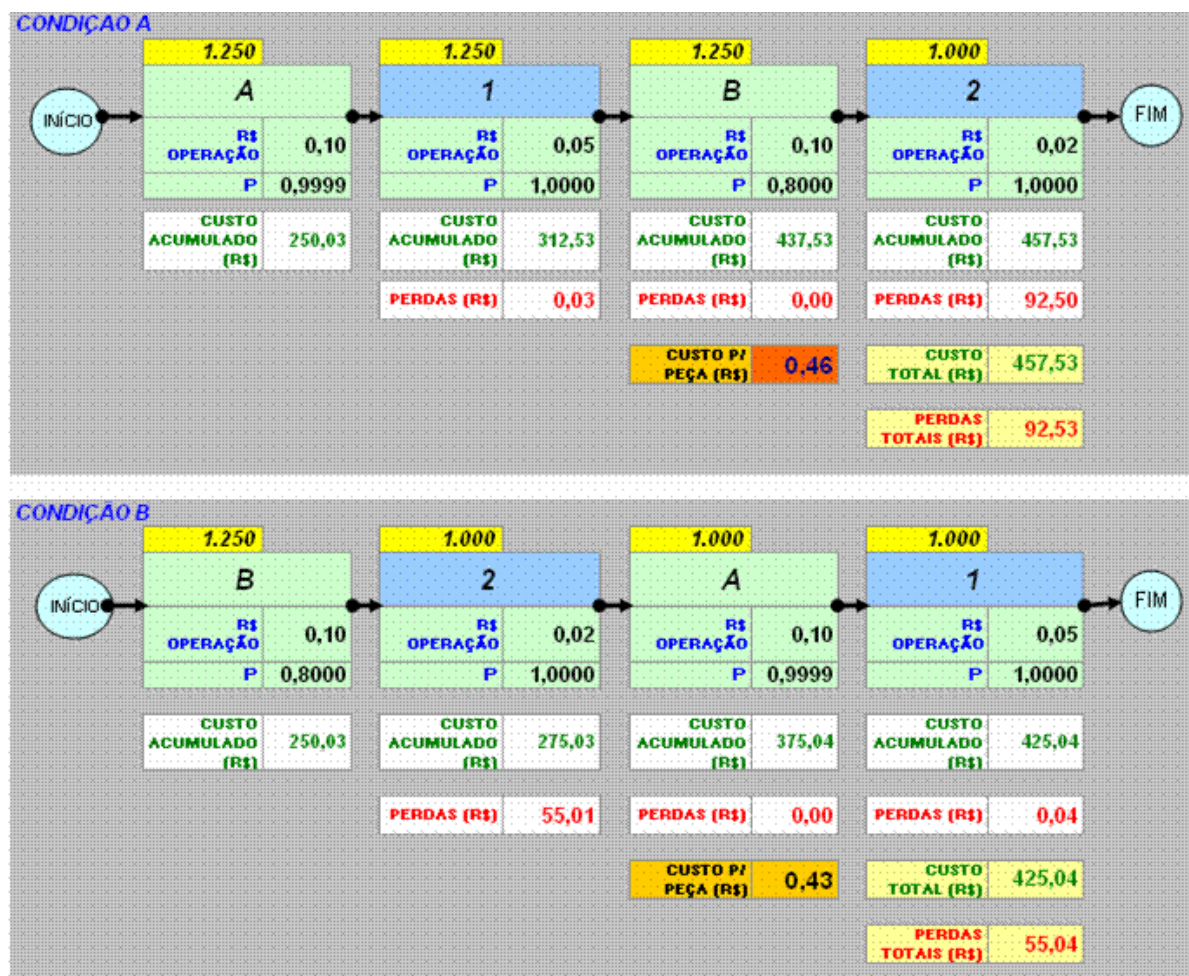 CONDIÇÃO A
1.250 1.250 1.250 1.000
INÍCIO A 1 B 2 FIM
R$ OPERAÇÃO 0,10 R$ OPERAÇÃO 0,05 R$ OPERAÇÃO 0,10 R$ OPERAÇÃO 0,02
P 0,9999 P 1,0000 P 0,8000 P 1,0000
CUSTO ACUMULADO (R$) 250,03 CUSTO ACUMULADO (R$) 312,53 CUSTO ACUMULADO (R$) 437,53 CUSTO ACUMULADO (R$) 457,53
PERDAS (R$) 0,03 PERDAS (R$) 0,00 PERDAS (R$) 92,50
CUSTO P/ PEÇA (R$) 0,46 CUSTO TOTAL (R$) 457,53
PERDAS TOTAIS (R$) 92,53
CONDIÇÃO B
1.250 1.000 1.000 1.000
INÍCIO B 2 A 1 FIM
R$ OPERAÇÃO 0,10 R$ OPERAÇÃO 0,02 R$ OPERAÇÃO 0,10 R$ OPERAÇÃO 0,05
P 0,8000 P 1,0000 P 0,9999 P 1,0000
CUSTO ACUMULADO (R$) 250,03 CUSTO ACUMULADO (R$) 275,03 CUSTO ACUMULADO (R$) 375,04 CUSTO ACUMULADO (R$) 425,04
PERDAS (R$) 55,01 PERDAS (R$) 0,00 PERDAS (R$) 0,04
CUSTO P/ PEÇA (R$) 0,43 CUSTO TOTAL (R$) 425,04
PERDAS TOTAIS (R$) 55,04